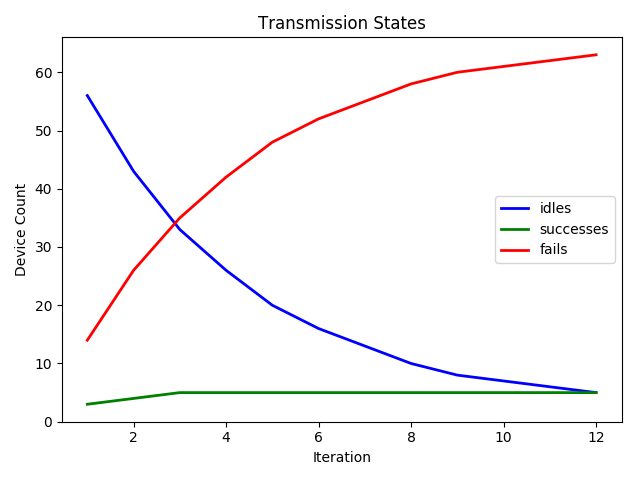 Transmission States
Device Count
60
50
40
30
20
10
0
idles
successes
fails
2 4 6 8 10 12
Iteration